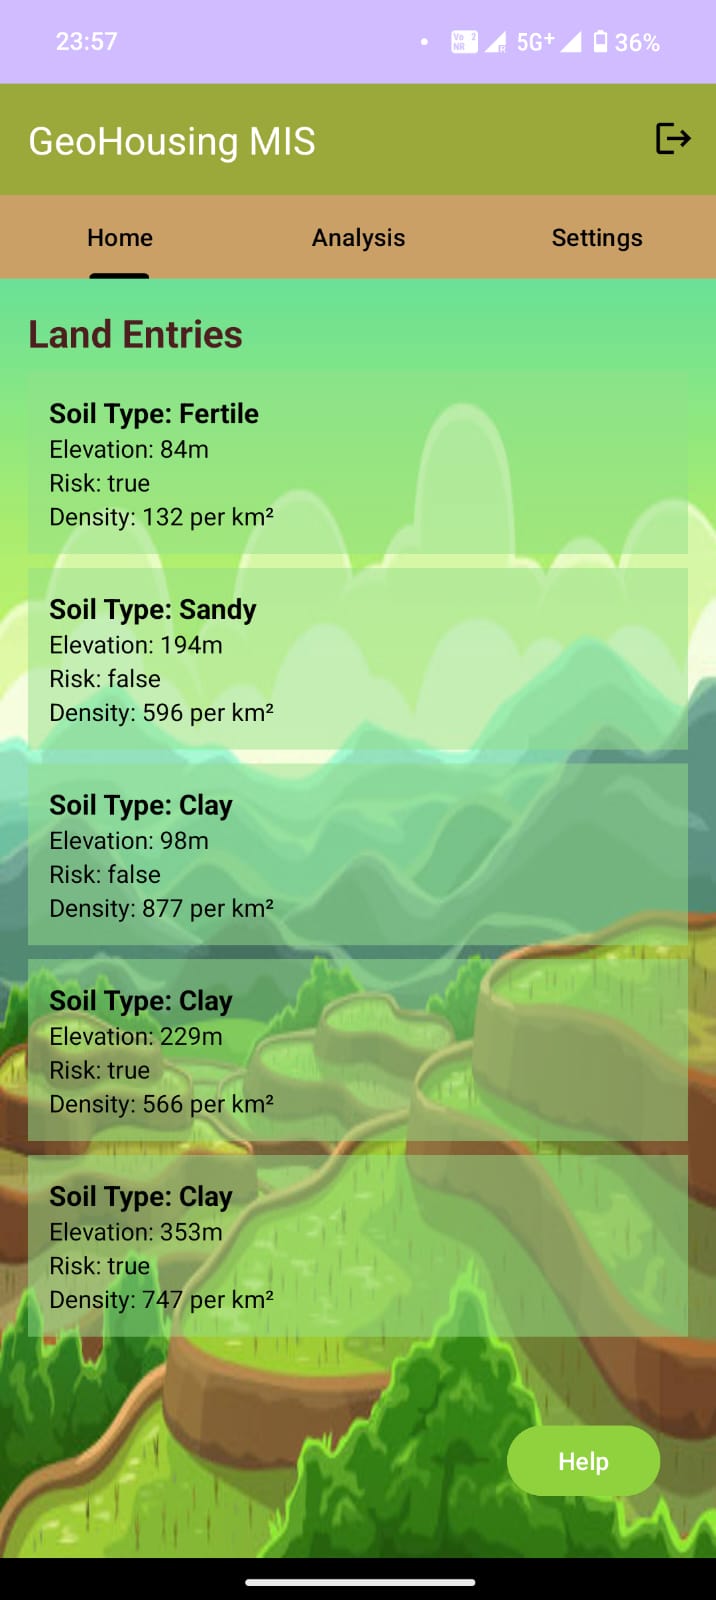 23:57
Vo 2
NR
R
5G+
36%
GeoHousing MIS
Home
Analysis
Settings
Land Entries
Soil Type: Fertile
Elevation: 84m
Risk: true
Density: 132 per km²
Soil Type: Sandy
Elevation: 194m
Risk: false
Density: 596 per km²
Soil Type: Clay
Elevation: 98m
Risk: false
Density: 877 per km²
Soil Type: Clay
Elevation: 229m
Risk: true
Density: 566 per km²
Soil Type: Clay
Elevation: 353m
Risk: true
Density: 747 per km²
Help